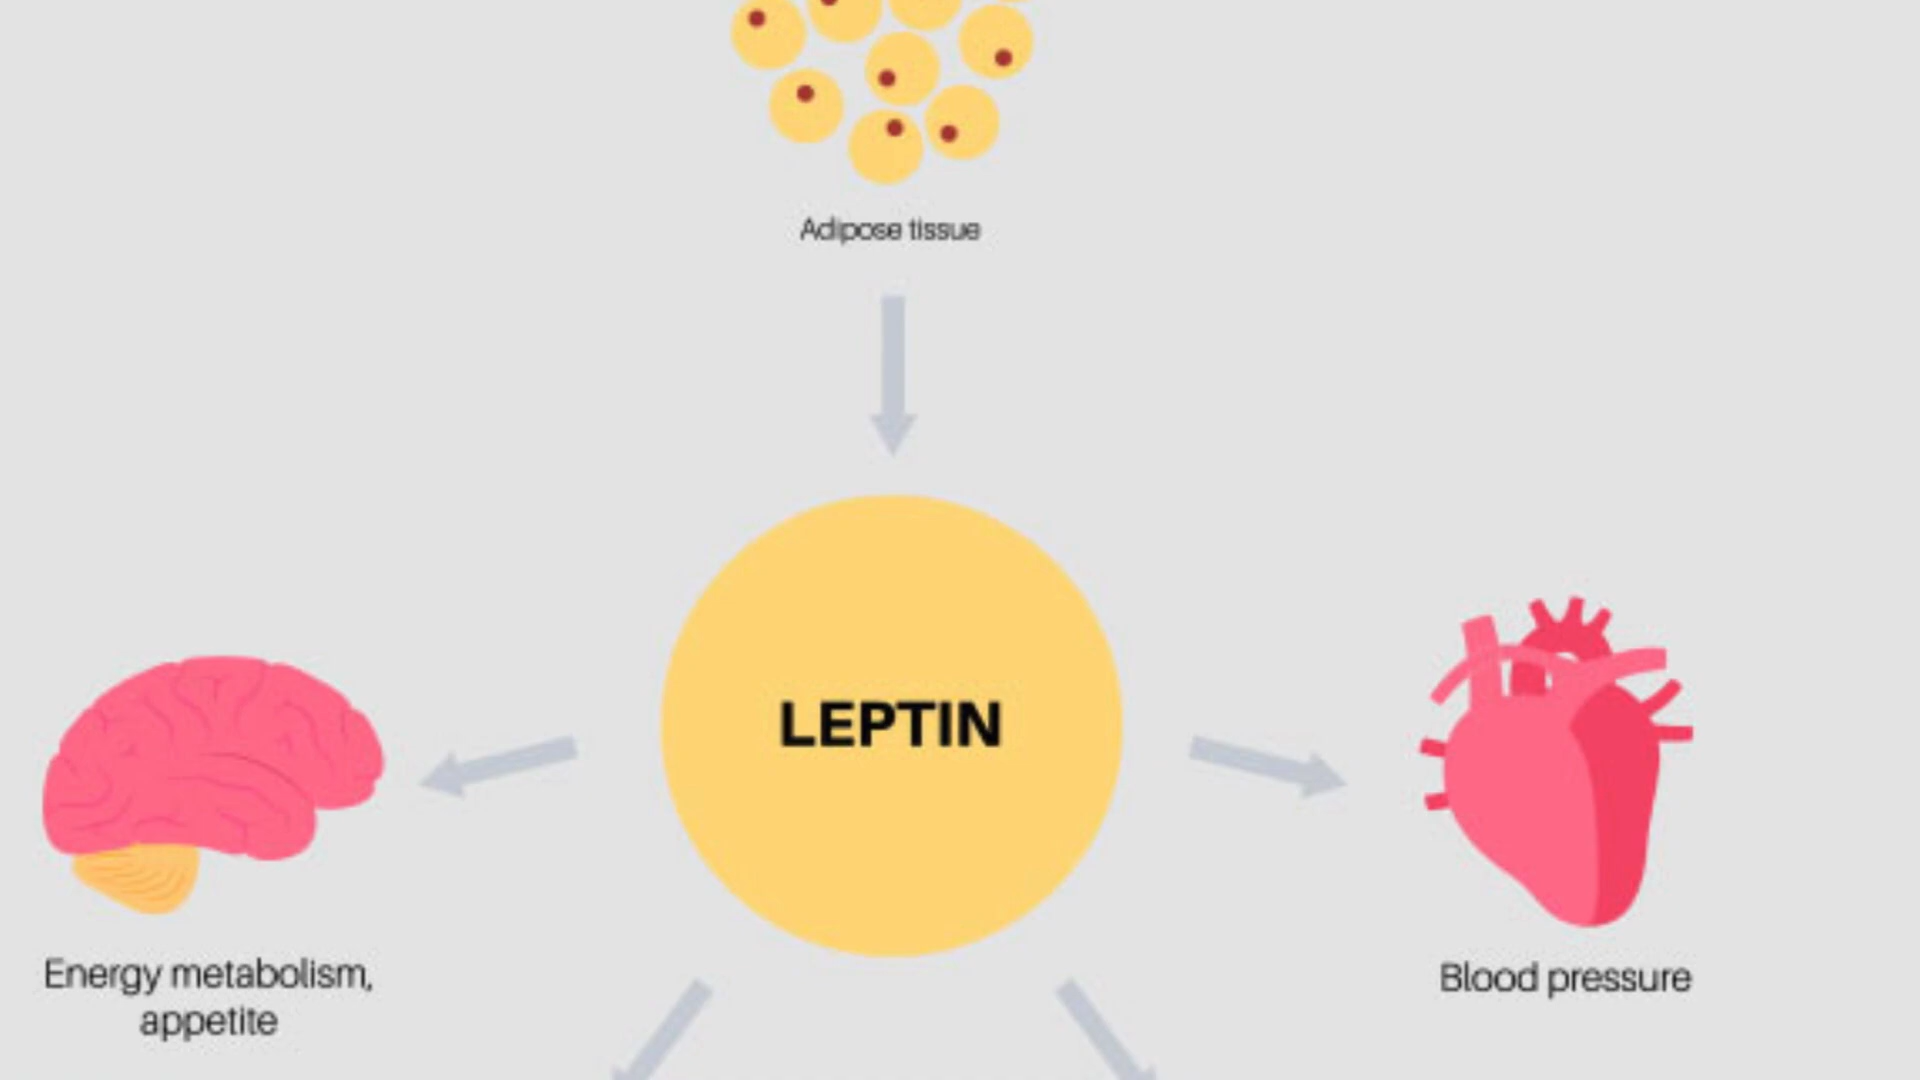 Adipose tissue
LEPTIN
Energy metabolism,
appetite
Blood pressure